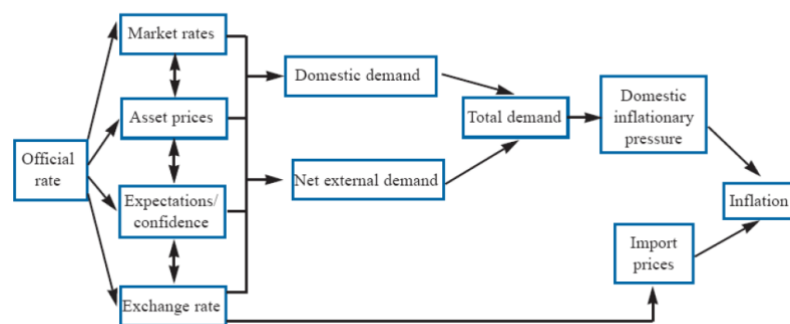 Market rates
Asset prices
Official
rate
Expectations/
confidence
Exchange rate
Domestic demand
Net external demand
Total demand
Domestic
inflationary
pressure
Import
prices
Inflation